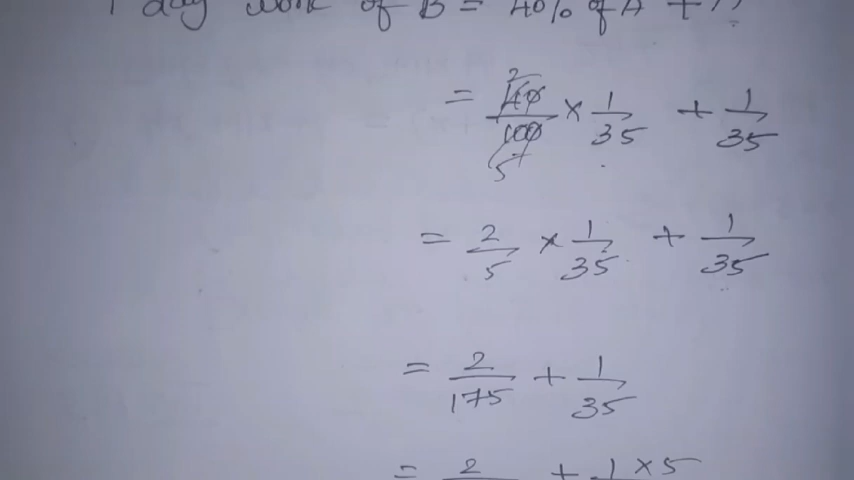 1 day work of B = 40% of A +
= 40/100 × 1/35 + 1/35
= 2/5 × 1/35 + 1/35
= 2/175 + 1/35
= 2 + 1 × 5